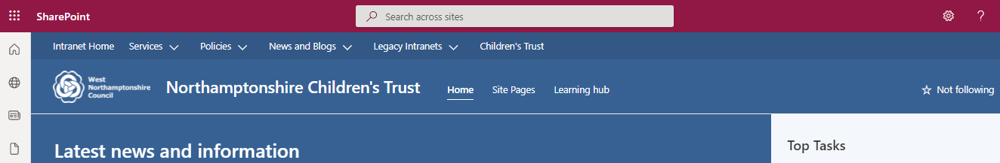 SharePoint
Search across sites
?
Intranet Home Services Policies News and Blogs Legacy Intranets Children's Trust
West
Northamptonshire
Council
Northamptonshire Children's Trust Home Site Pages Learning hub
Not following
Latest news and information
Top Tasks